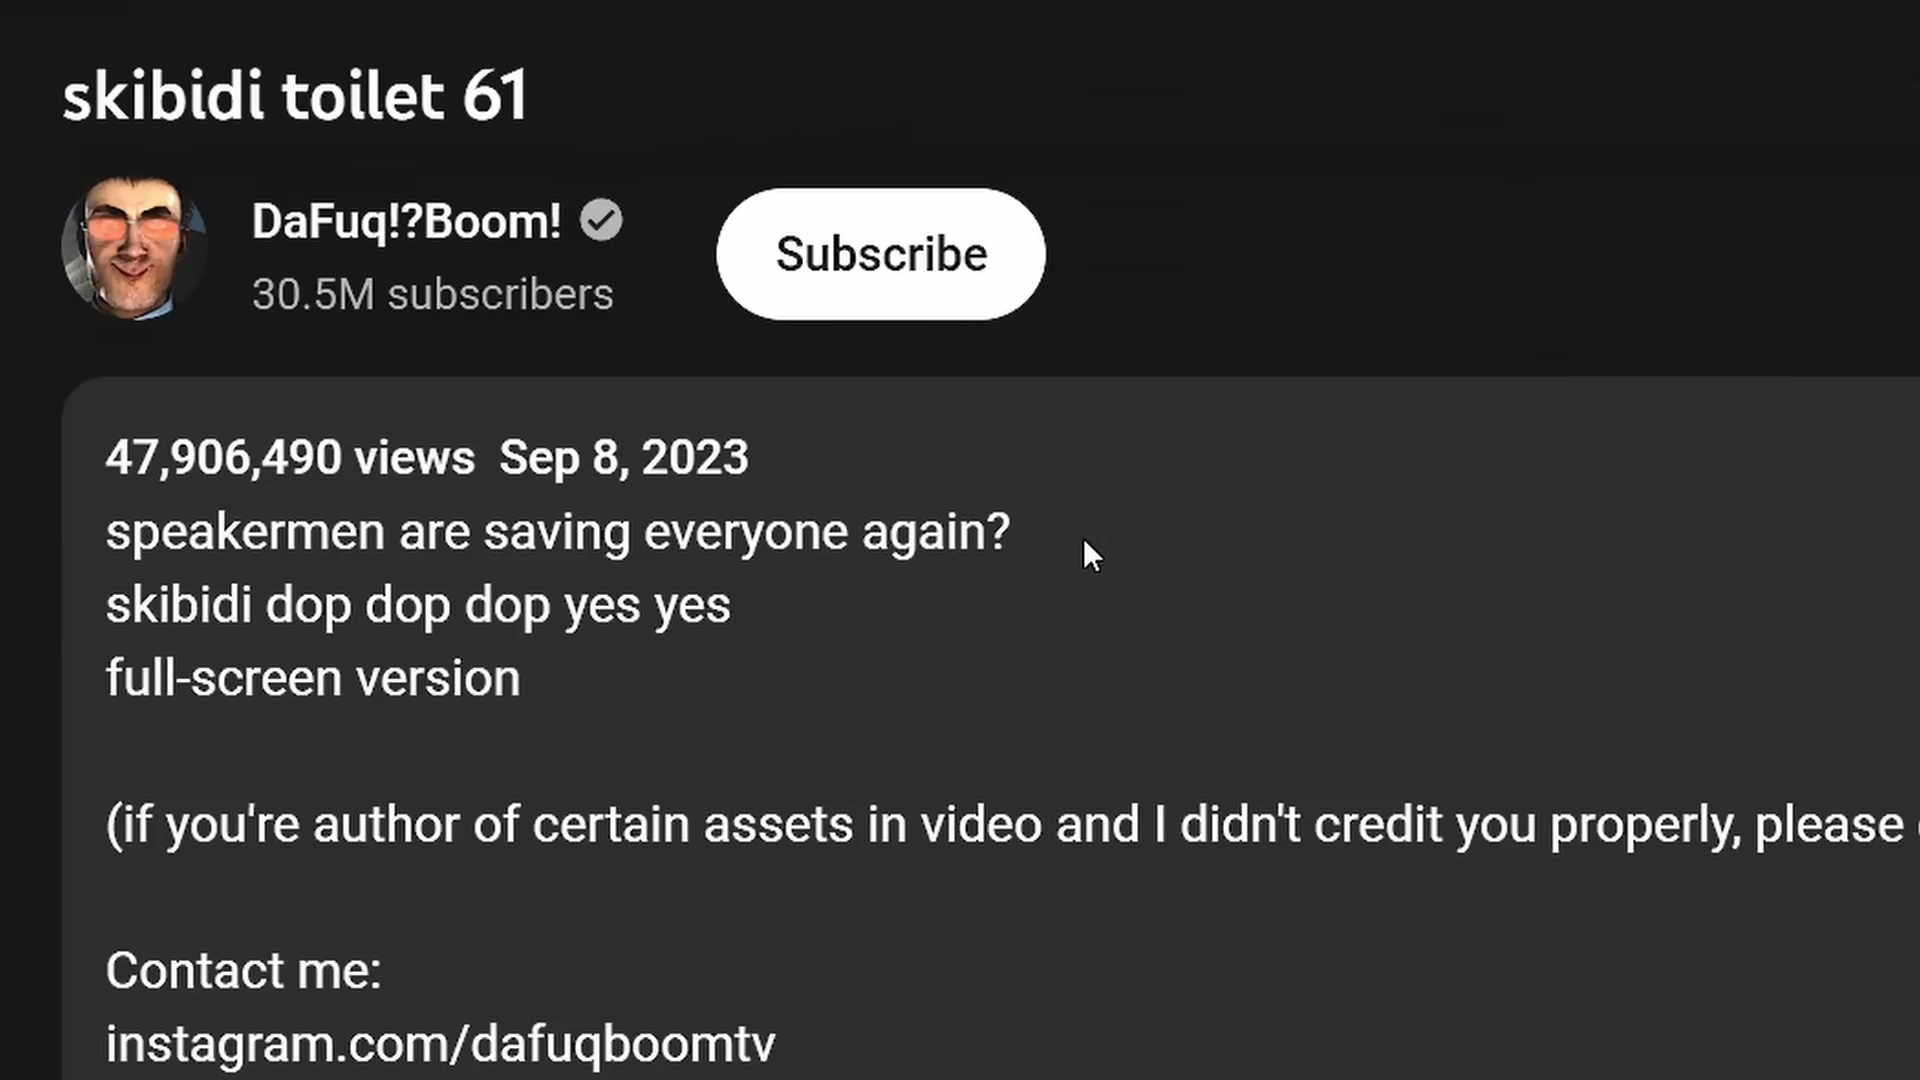 skibidi toilet 61
DaFuq!?Boom!
30.5M subscribers
Subscribe
47,906,490 views Sep 8, 2023
speakermen are saving everyone again?
skibidi dop dop dop yes yes
full-screen version
(if you're author of certain assets in video and I didn't credit you properly, please
Contact me:
instagram.com/dafuqboomtv